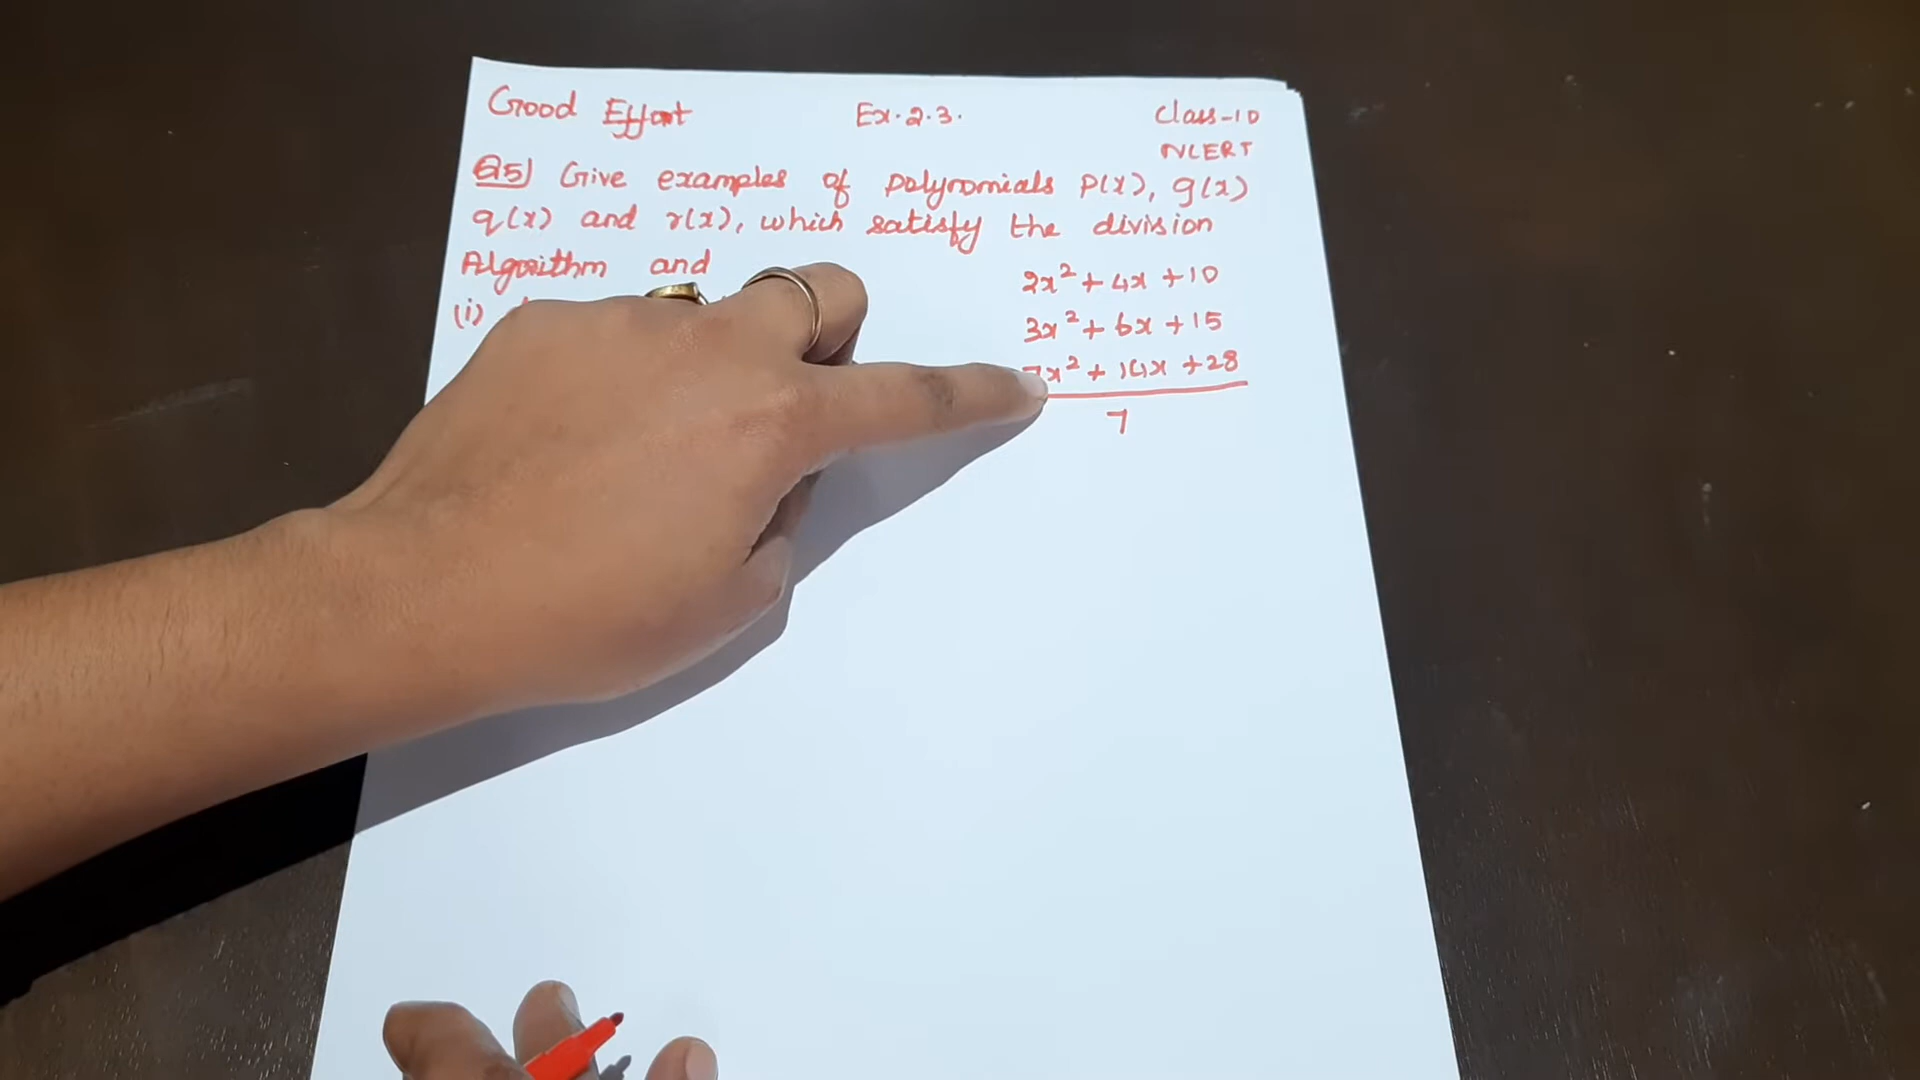 Good Effort Ex.2.3. Class-10
NCERT
Q5) Give examples of polynomials P(x), g(x)
q(x) and r(x), which satisfy the division
Algorithm and
(i)
2x² + 4x + 10
3x² + 6x + 15
7x² + 14x + 28
7